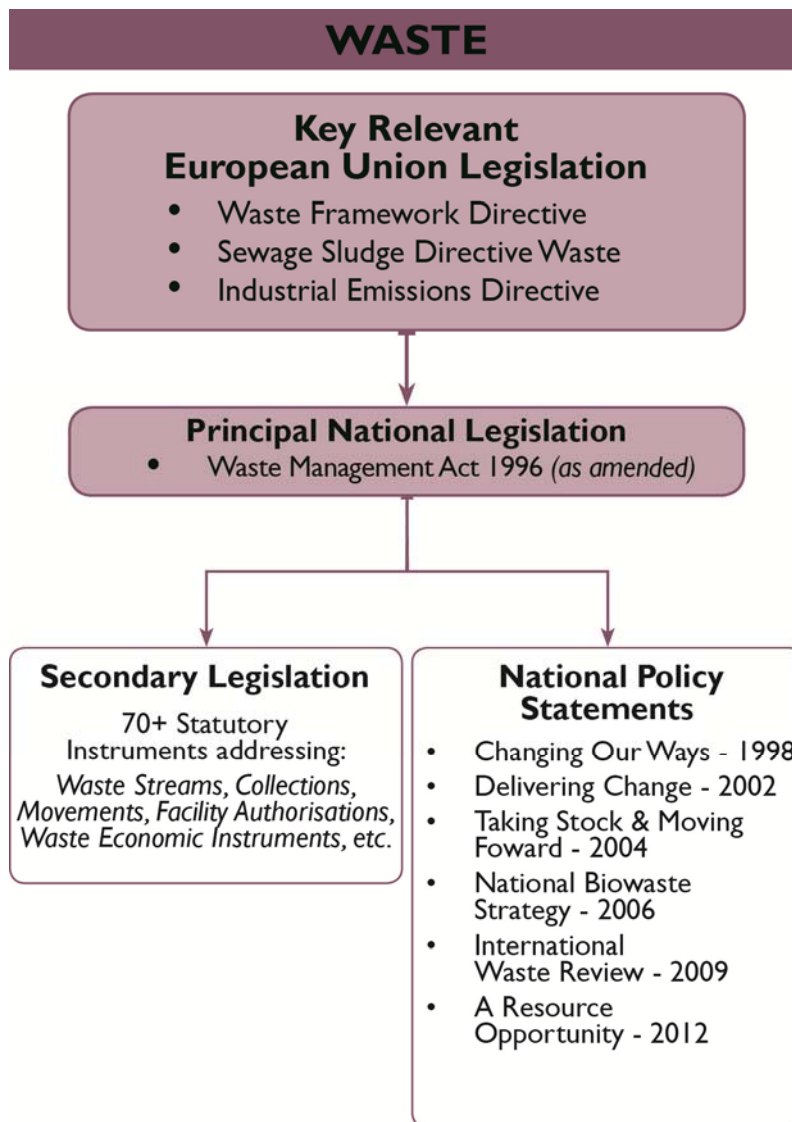 WASTE
Key Relevant
European Union Legislation
• Waste Framework Directive
• Sewage Sludge Directive Waste
• Industrial Emissions Directive
Principal National Legislation
• Waste Management Act 1996 (as amended)
Secondary Legislation
70+ Statutory
Instruments addressing:
Waste Streams, Collections,
Movements, Facility Authorisations,
Waste Economic Instruments, etc.
National Policy
Statements
• Changing Our Ways - 1998
• Delivering Change - 2002
• Taking Stock & Moving
Foward - 2004
• National Biowaste
Strategy - 2006
• International
Waste Review - 2009
• A Resource
Opportunity - 2012